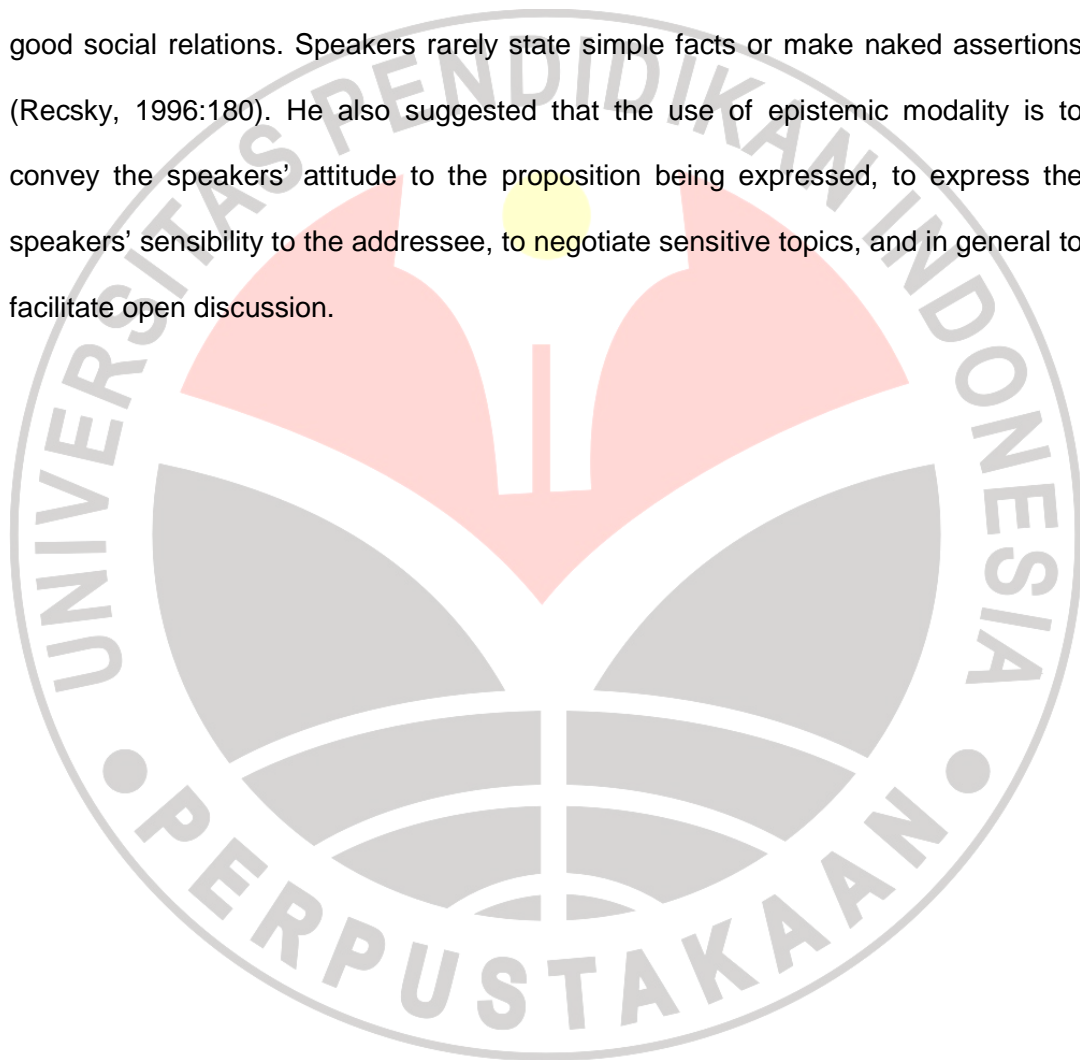 good social relations. Speakers rarely state simple facts or make naked assertions
(Recsky, 1996:180). He also suggested that the use of epistemic modality is to
convey the speakers’ attitude to the proposition being expressed, to express the
speakers’ sensibility to the addressee, to negotiate sensitive topics, and in general to
facilitate open discussion.
UNIVERSITAS PENDIDIKAN INDONESIA
PERPUSTAKAAN